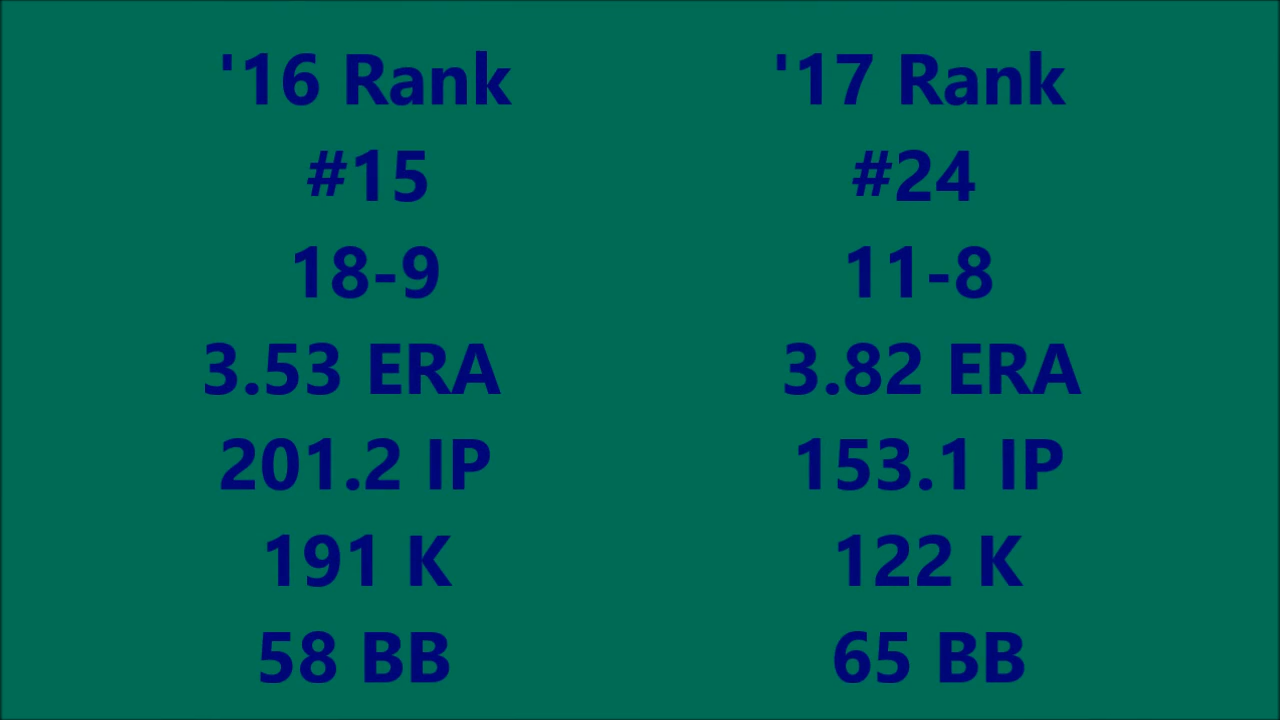 '16 Rank '17 Rank
#15 #24
18-9 11-8
3.53 ERA 3.82 ERA
201.2 IP 153.1 IP
191 K 122 K
58 BB 65 BB